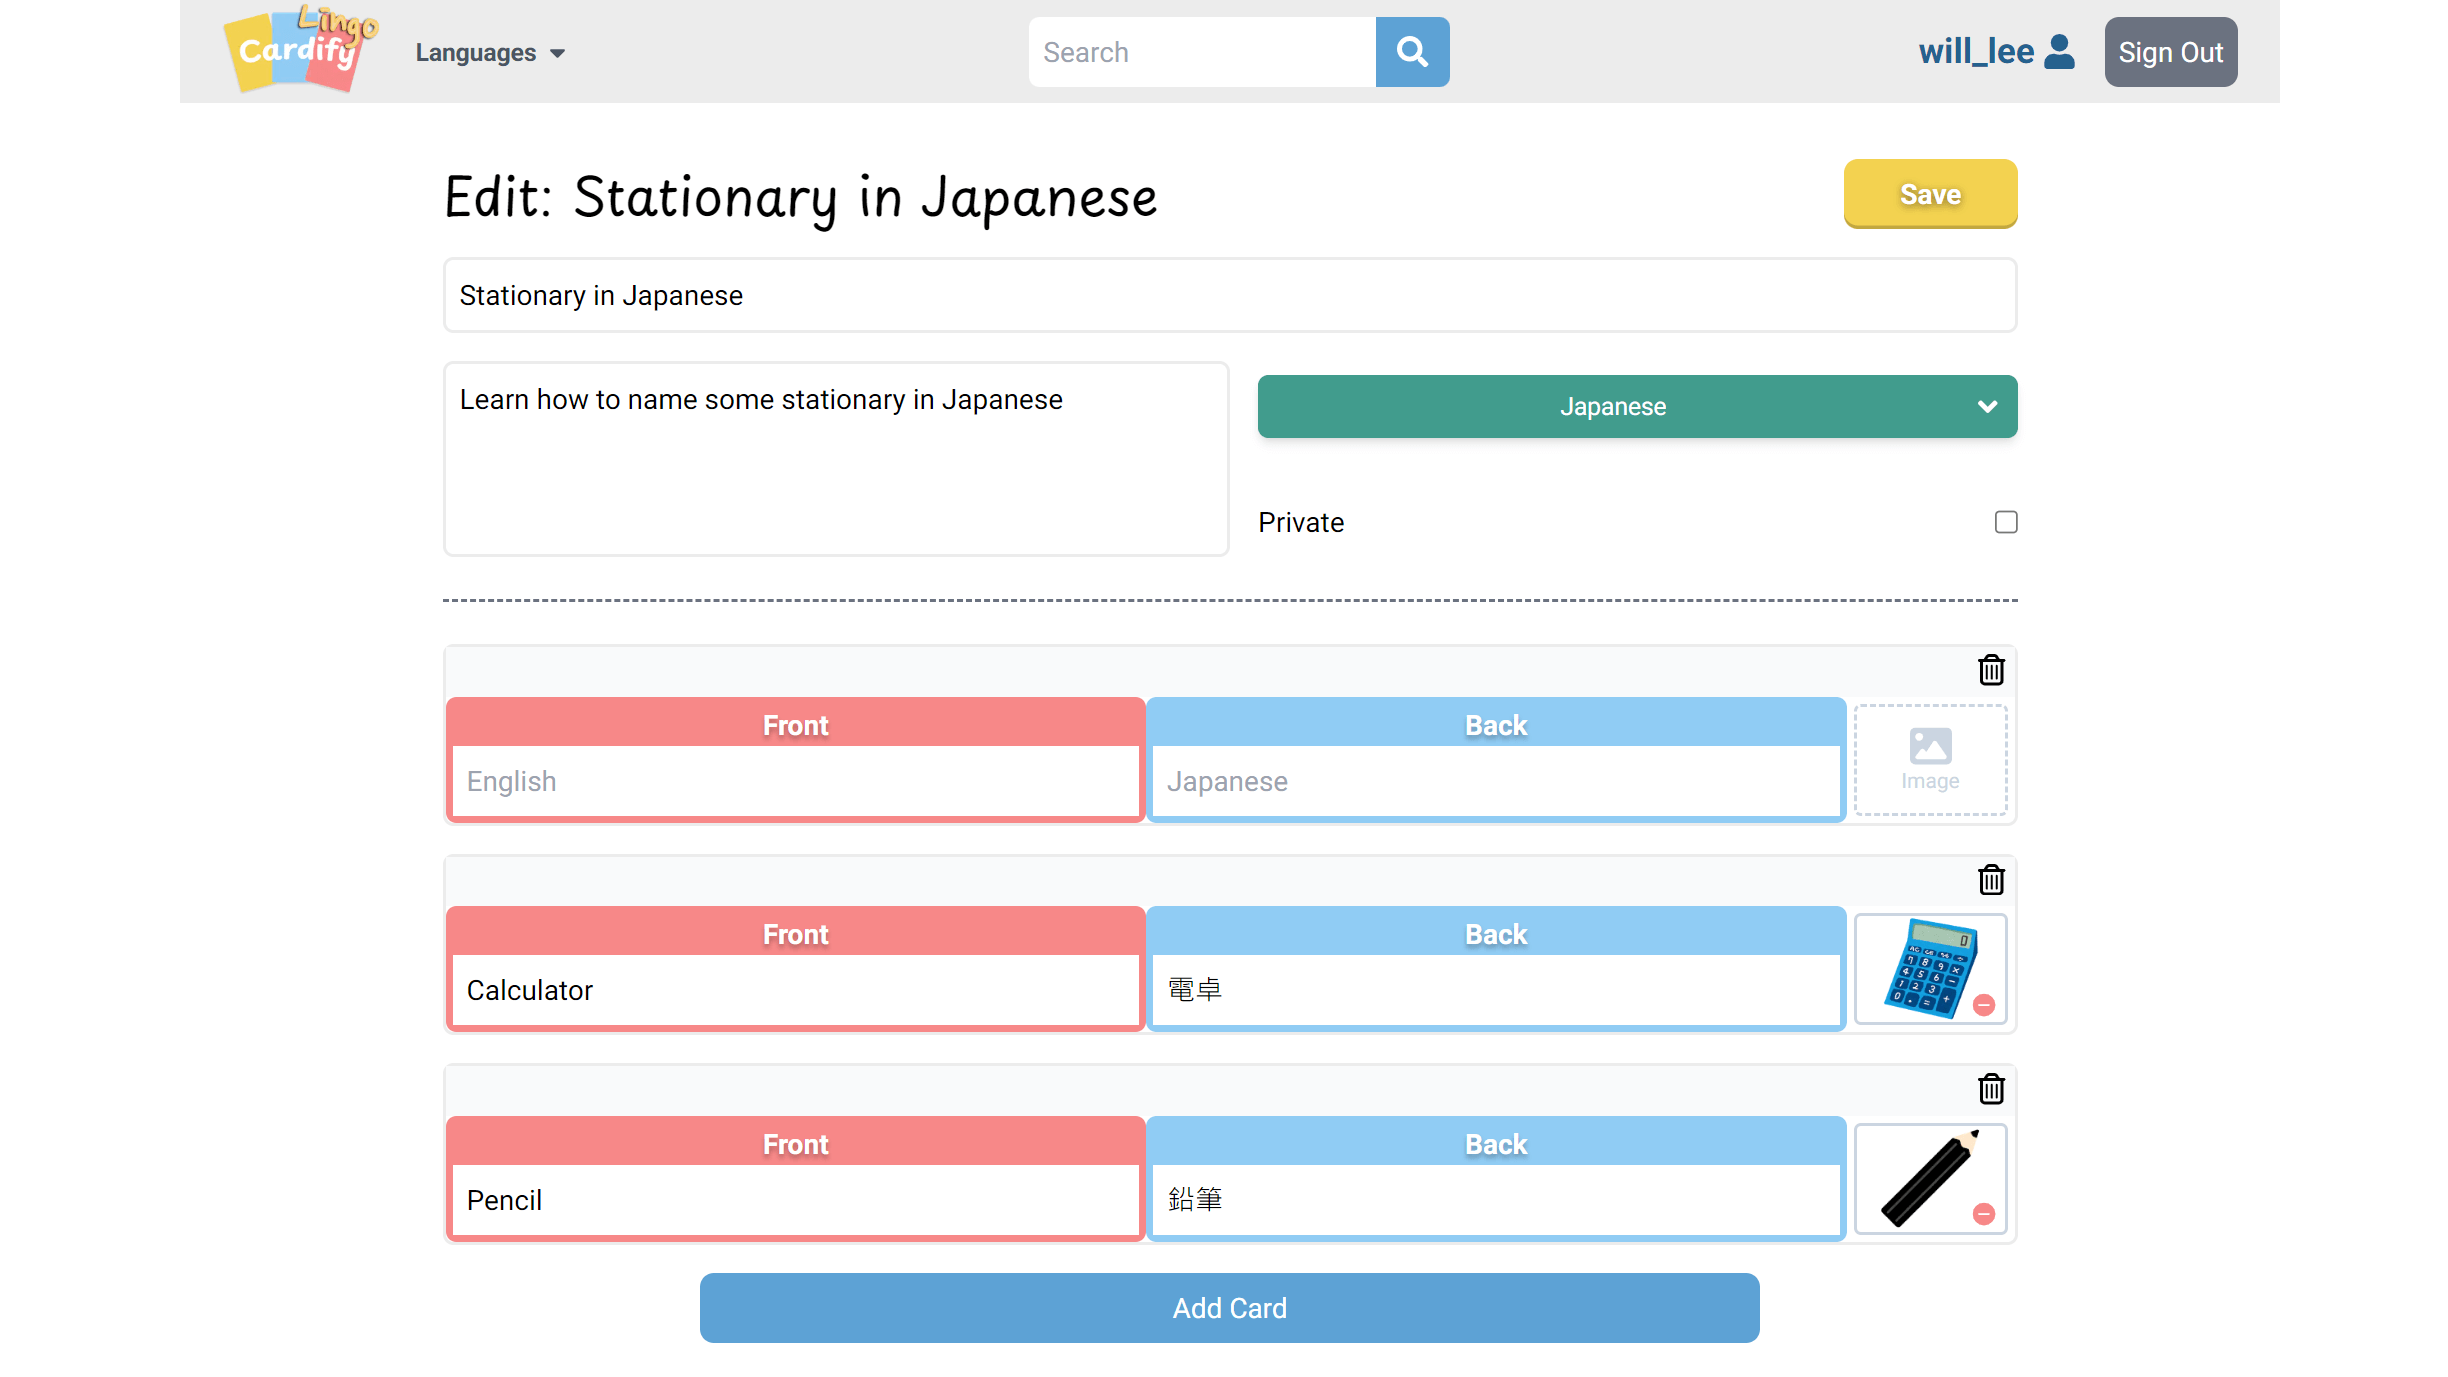 Lingo
Cardify
Languages
Search
will_lee
Sign Out
Edit: Stationary in Japanese
Save
Stationary in Japanese
Learn how to name some stationary in Japanese
Japanese
Private
Front
Back
English
Japanese
Image
Front
Back
Calculator
電卓
Front
Back
Pencil
鉛筆
Add Card